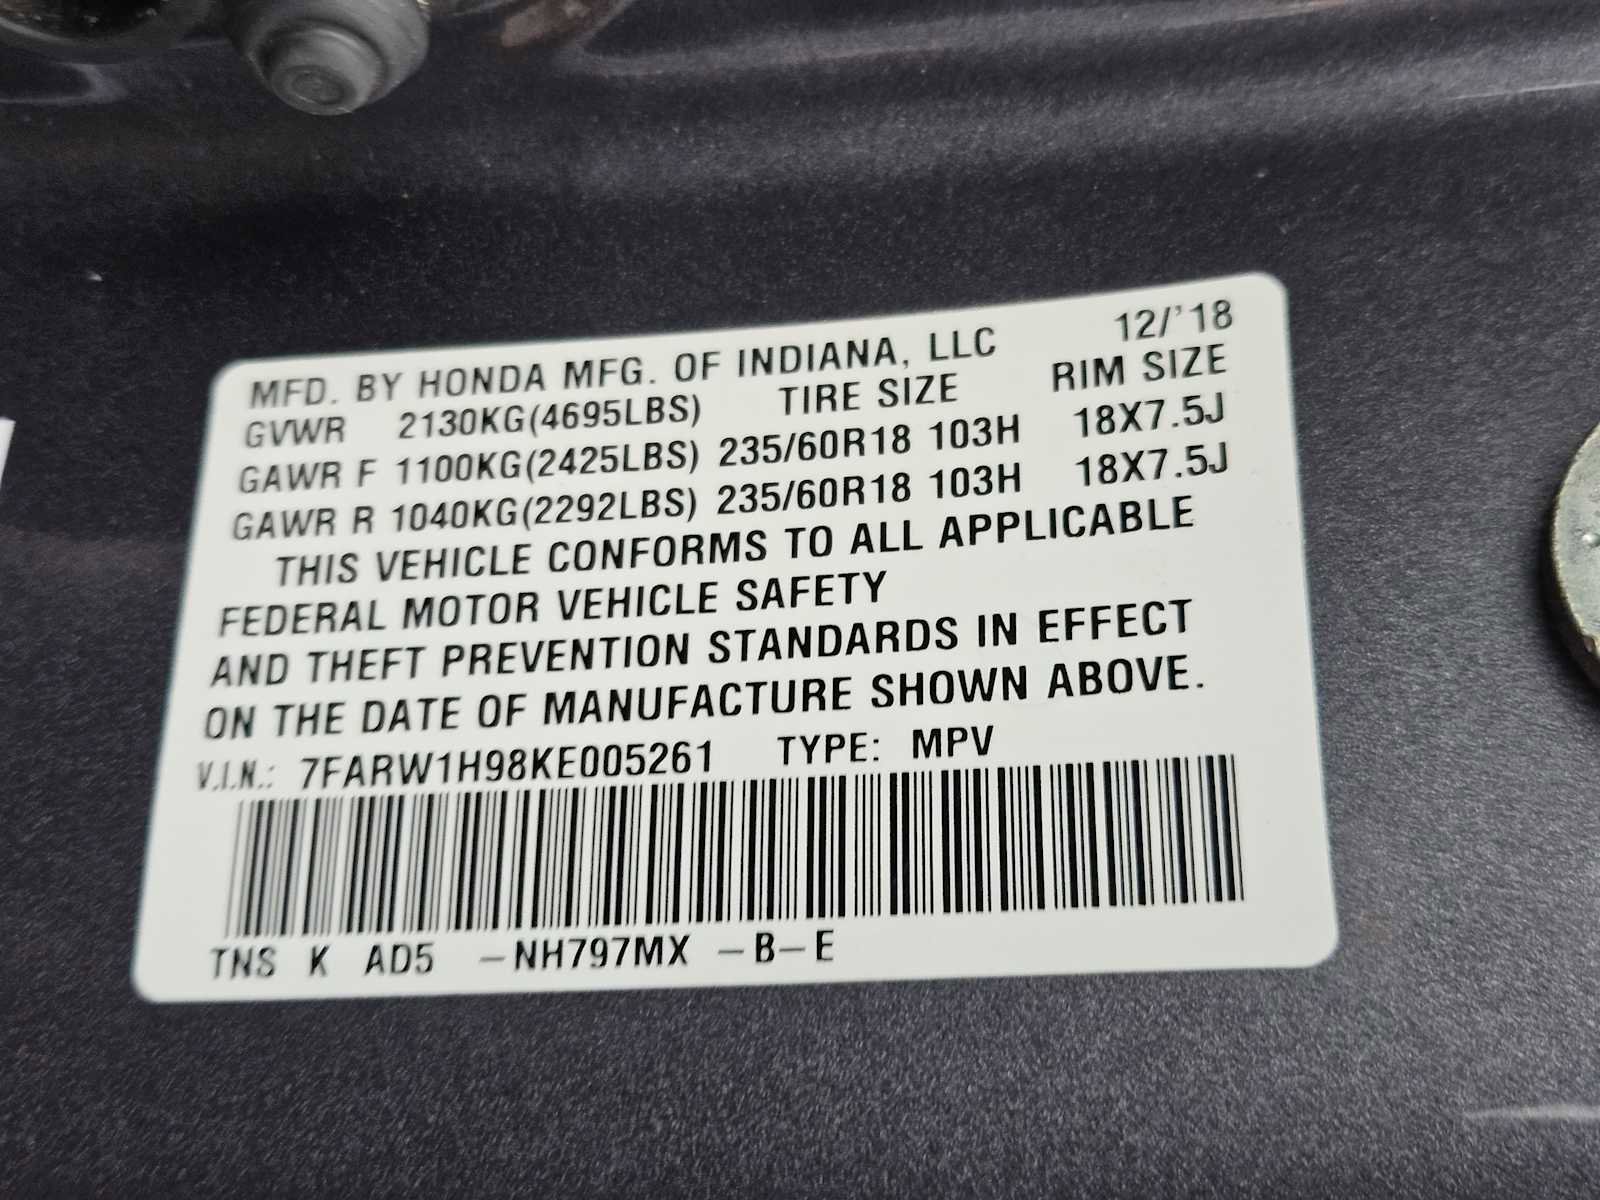 MFD. BY HONDA MFG. OF INDIANA, LLC 12/'18
GVWR 2130KG(4695LBS) TIRE SIZE RIM SIZE
GAWR F 1100KG(2425LBS) 235/60R18 103H 18X7.5J
GAWR R 1040KG(2292LBS) 235/60R18 103H 18X7.5J
THIS VEHICLE CONFORMS TO ALL APPLICABLE
FEDERAL MOTOR VEHICLE SAFETY
AND THEFT PREVENTION STANDARDS IN EFFECT
ON THE DATE OF MANUFACTURE SHOWN ABOVE.
V.I.N.: 7FARW1H98KE005261 TYPE: MPV
TNS K AD5 -NH797MX -B-E